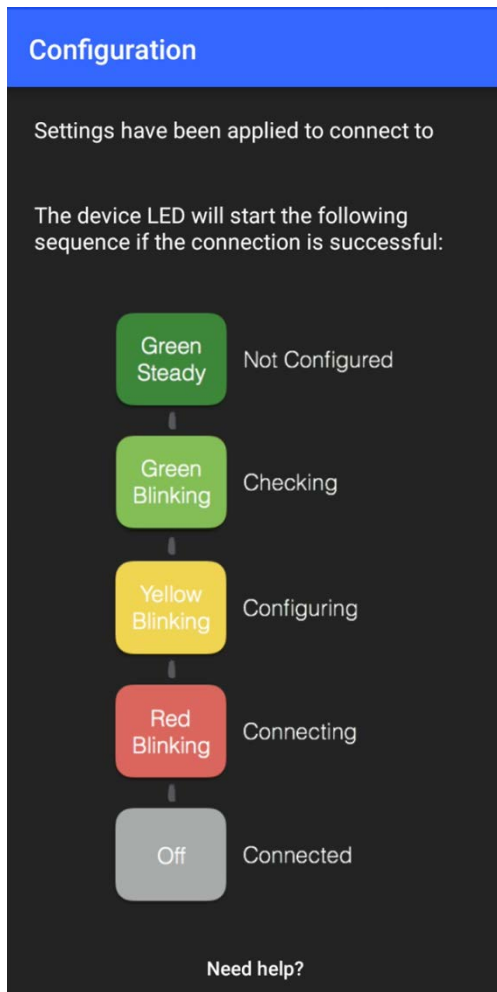 Configuration
Settings have been applied to connect to
The device LED will start the following
sequence if the connection is successful:
Green
Steady
Not Configured
Green
Blinking
Checking
Yellow
Blinking
Configuring
Red
Blinking
Connecting
Off
Connected
Need help?